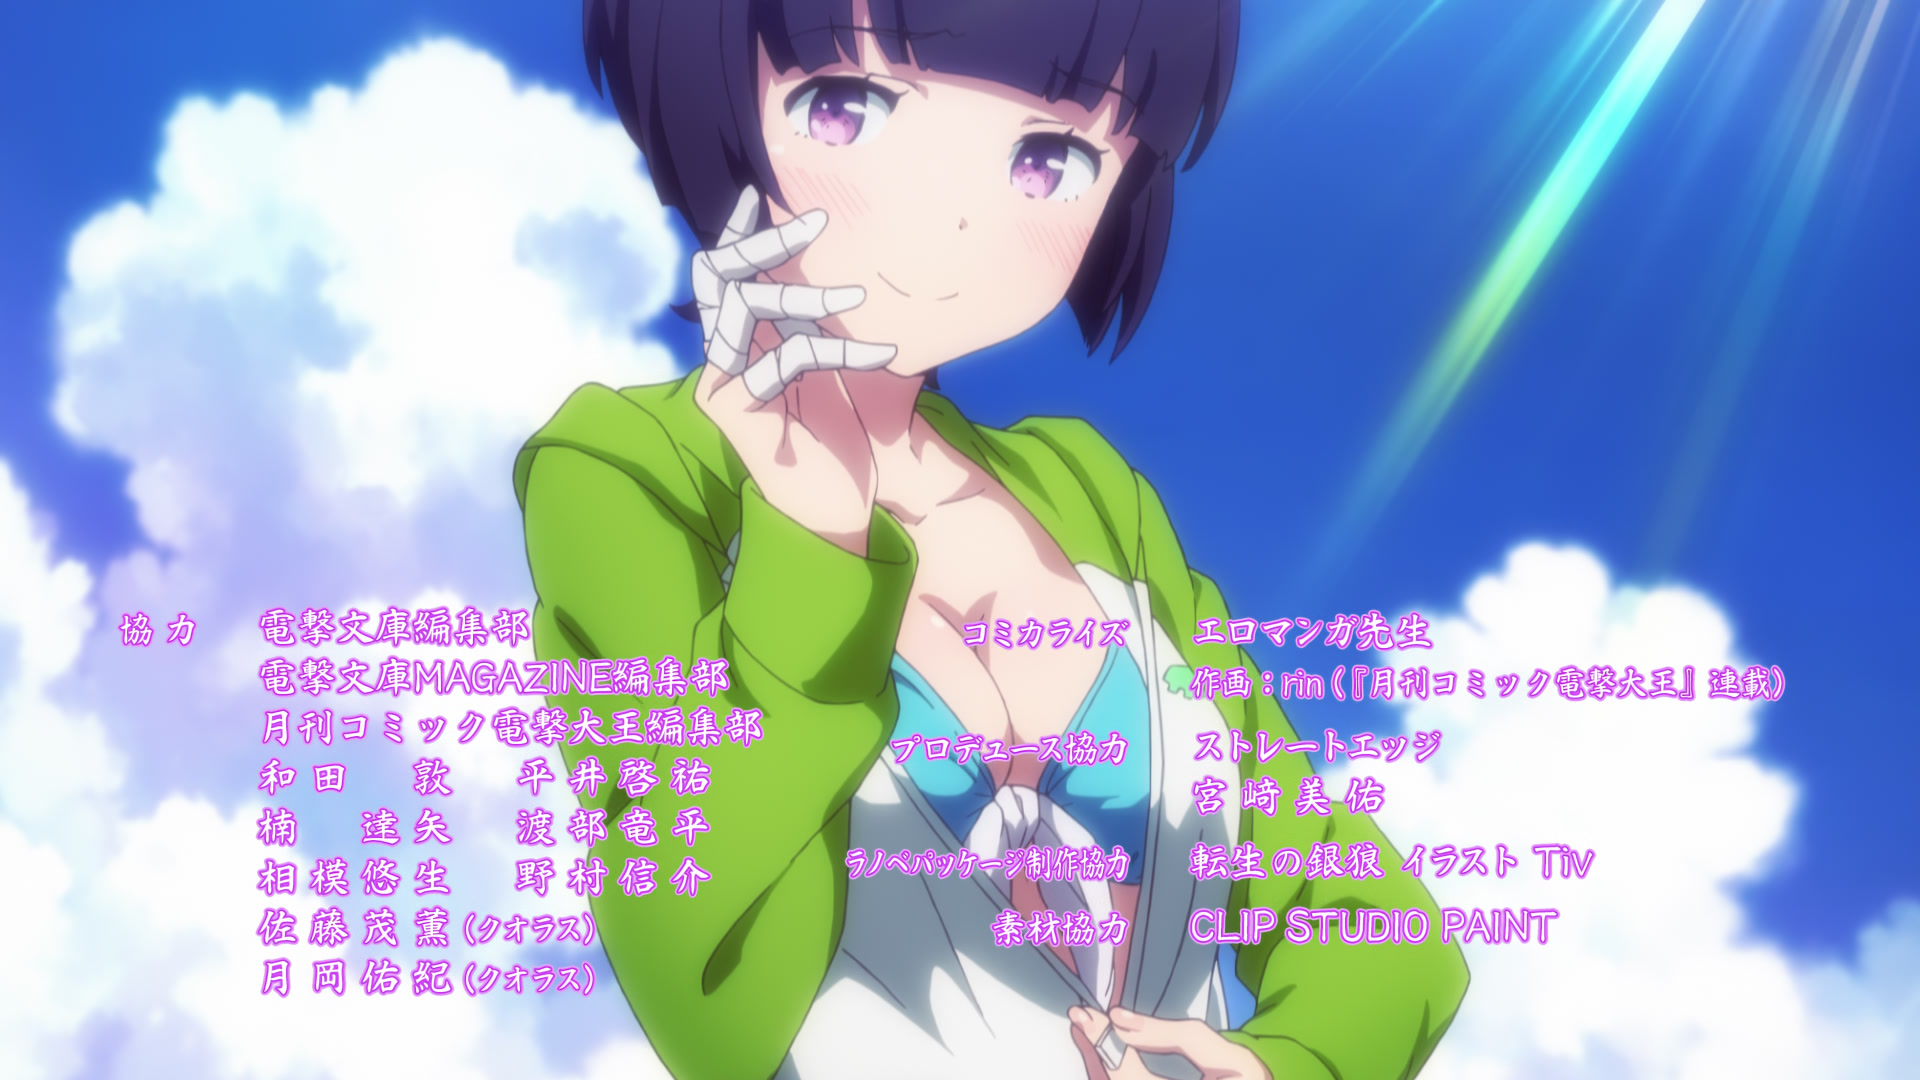 協力 電撃文庫編集部
電撃文庫MAGAZINE編集部
月刊コミック電撃大王編集部
和田 敦 平井啓祐
楠 達矢 渡部竜平
相模悠生 野村信介
佐藤茂薫(クオラス)
月岡佑紀(クオラス)
コミカライズ エロマンガ先生
作画:rin(『月刊コミック電撃大王』連載)
プロデュース協力 ストレートエッジ
宮﨑美佑
ラノベパッケージ制作協力 転生の銀狼 イラスト Tiv
素材協力 CLIP STUDIO PAINT